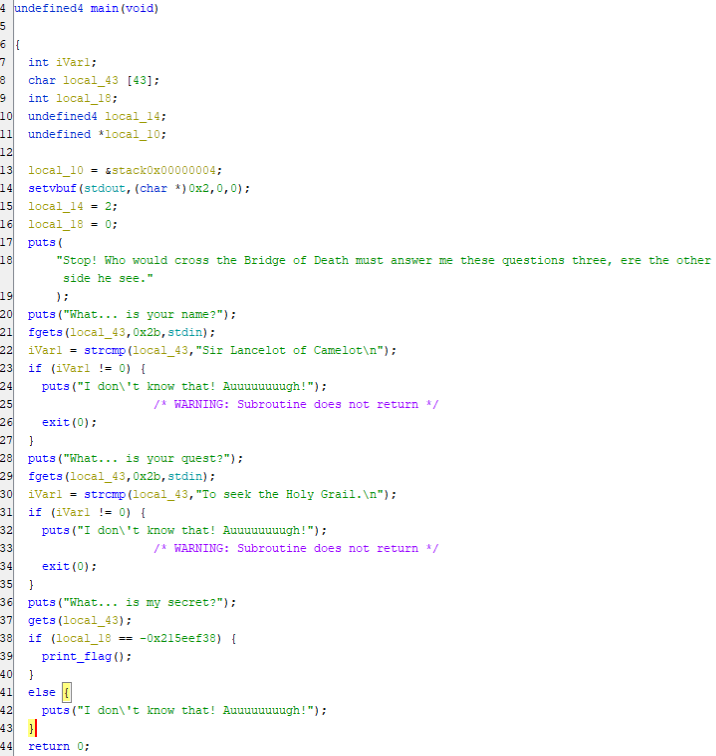 4 undefined4 main(void)
5
6 {
7 int iVar1;
8 char local_43 [43];
9 int local_18;
10 undefined4 local_14;
11 undefined *local_10;
12
13 local_10 = &stack0x00000004;
14 setvbuf(stdout,(char *)0x2,0,0);
15 local_14 = 2;
16 local_18 = 0;
17 puts(
18 "Stop! Who would cross the Bridge of Death must answer me these questions three, ere the other
side he see."
19 );
20 puts("What... is your name?");
21 fgets(local_43,0x2b,stdin);
22 iVar1 = strcmp(local_43,"Sir Lancelot of Camelot\n");
23 if (iVar1 != 0) {
24 puts("I don\'t know that! Auuuuuuuugh!");
25 /* WARNING: Subroutine does not return */
26 exit(0);
27 }
28 puts("What... is your quest?");
29 fgets(local_43,0x2b,stdin);
30 iVar1 = strcmp(local_43,"To seek the Holy Grail.\n");
31 if (iVar1 != 0) {
32 puts("I don\'t know that! Auuuuuuuugh!");
33 /* WARNING: Subroutine does not return */
34 exit(0);
35 }
36 puts("What... is my secret?");
37 gets(local_43);
38 if (local_18 == -0x215eef38) {
39 print_flag();
40 }
41 else {
42 puts("I don\'t know that! Auuuuuuuugh!");
43 }
44 return 0;